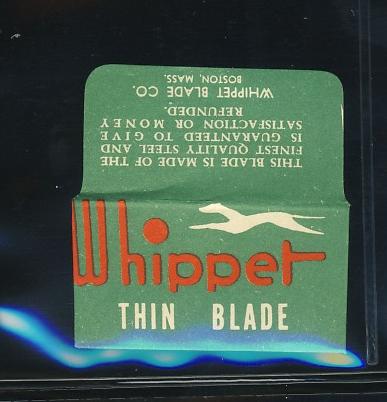 THIS BLADE IS MADE OF THE
FINEST QUALITY STEEL AND
IS GUARANTEED TO GIVE
SATISFACTION OR MONEY
REFUNDED.
WHIPPET BLADE CO.
BOSTON, MASS.
Whippet
THIN BLADE